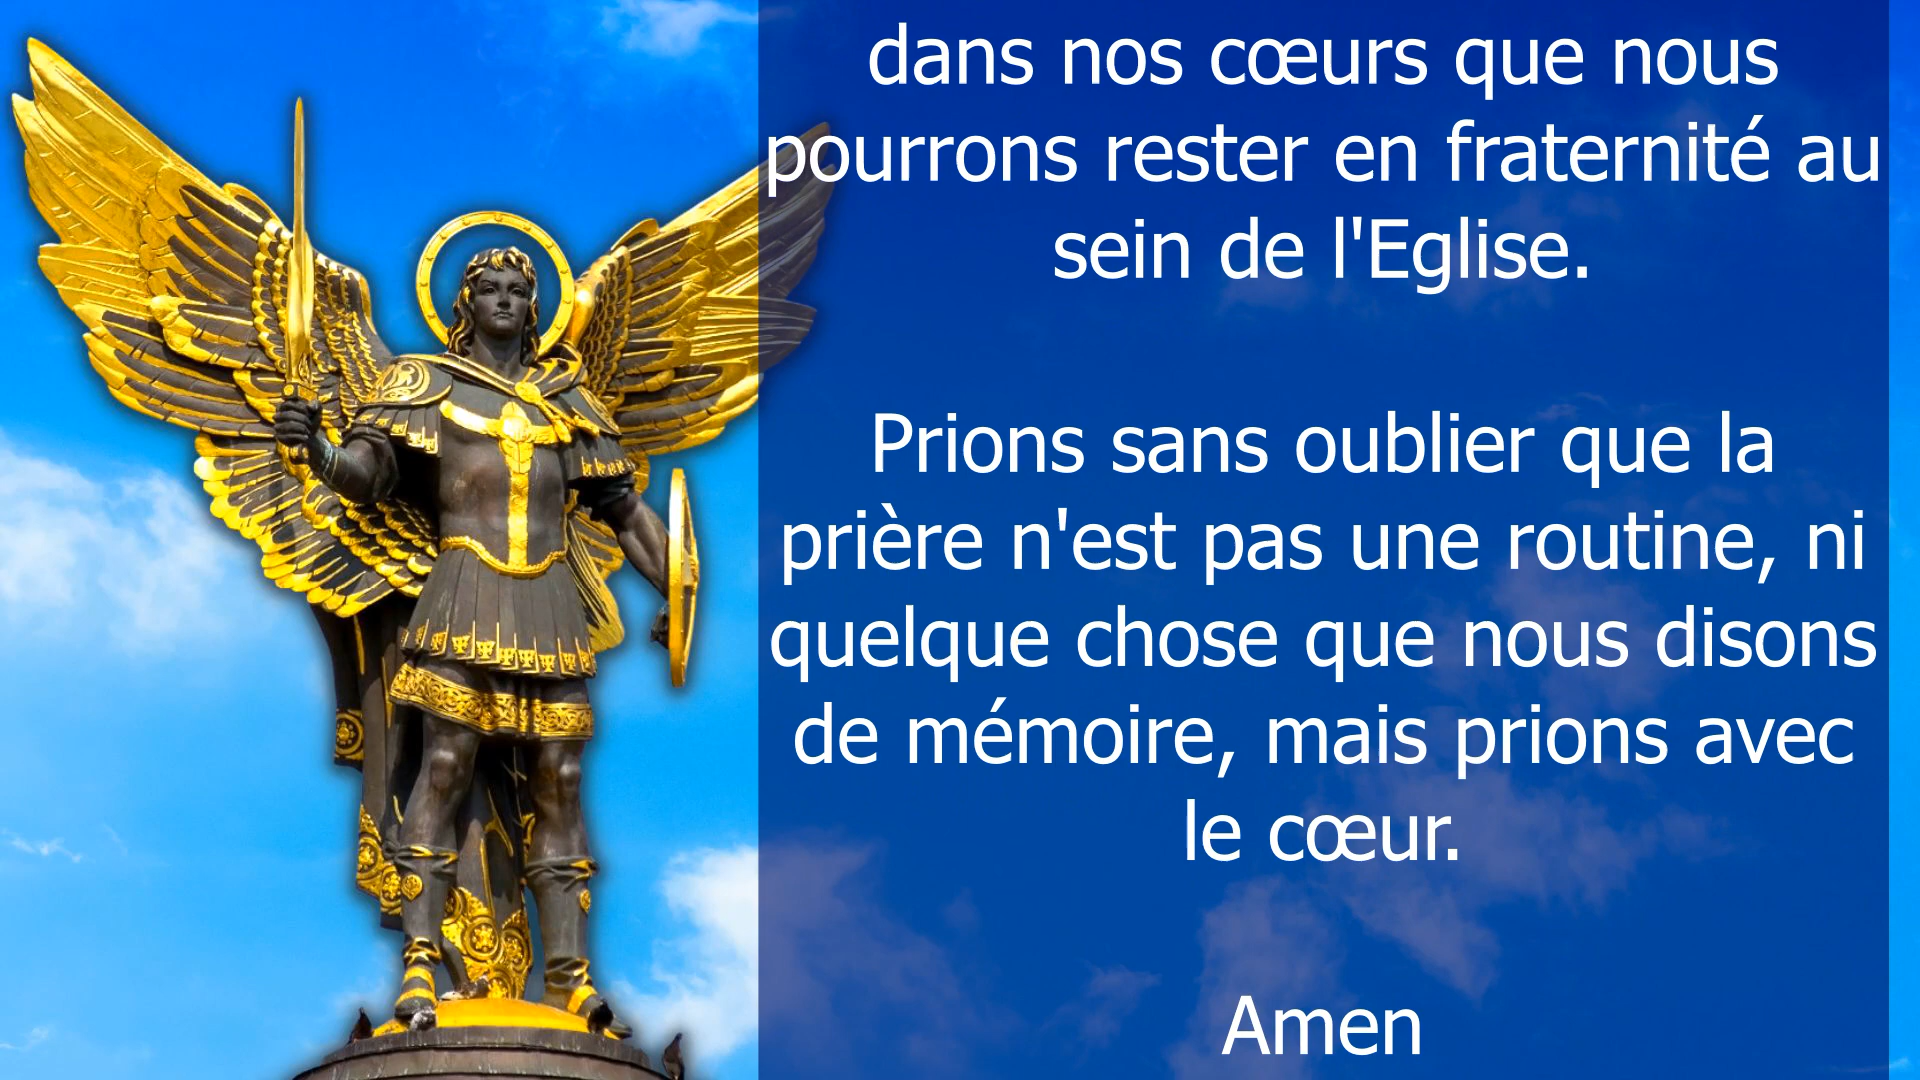 dans nos cœurs que nous
pourrons rester en fraternité au
sein de l'Eglise.
Prions sans oublier que la
prière n'est pas une routine, ni
quelque chose que nous disons
de mémoire, mais prions avec
le cœur.
Amen